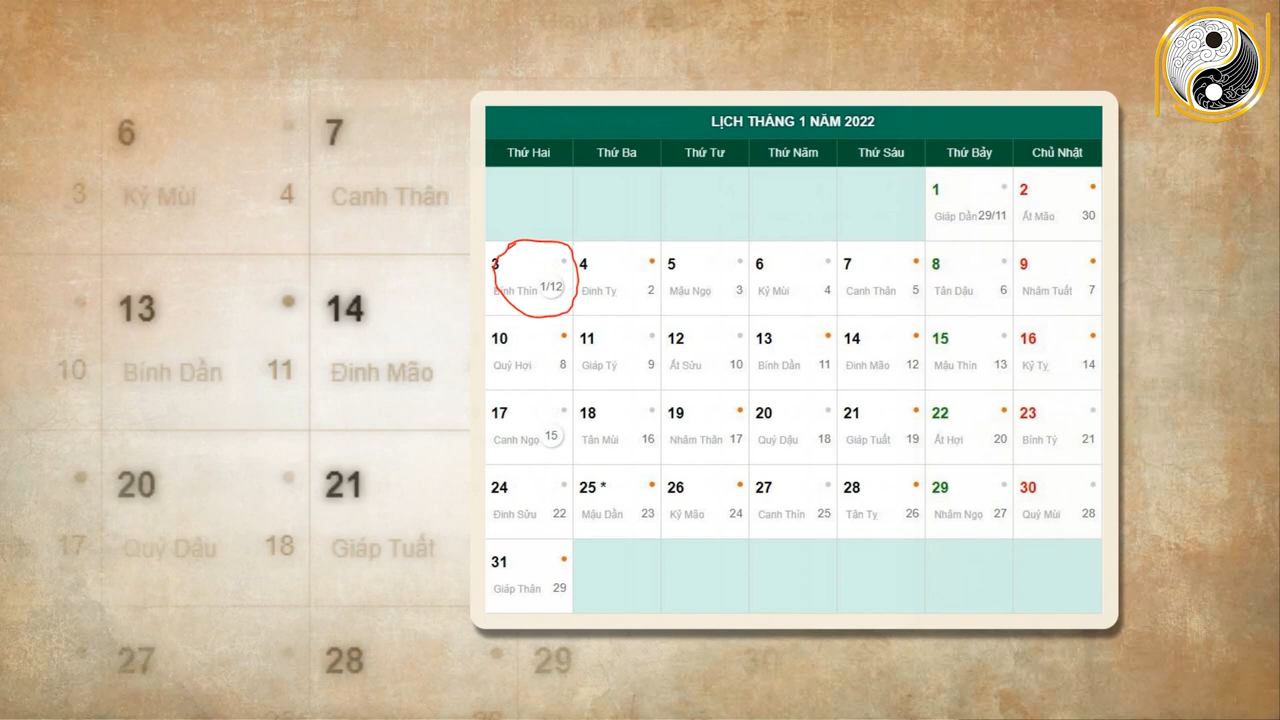 LỊCH THÁNG 1 NĂM 2022
Thứ Hai Thứ Ba Thứ Tư Thứ Năm Thứ Sáu Thứ Bảy Chủ Nhật
1 2
Giáp Dần 29/11 Ất Mão 30
3 4 5 6 7 8 9
Bính Thìn 1/12 Đinh Tỵ 2 Mậu Ngọ 3 Kỷ Mùi 4 Canh Thân 5 Tân Dậu 6 Nhâm Tuất 7
10 11 12 13 14 15 16
Quý Hợi 8 Giáp Tý 9 Ất Sửu 10 Bính Dần 11 Đinh Mão 12 Mậu Thìn 13 Kỷ Tỵ 14
17 18 19 20 21 22 23
Canh Ngọ 15 Tân Mùi 16 Nhâm Thân 17 Quý Dậu 18 Giáp Tuất 19 Ất Hợi 20 Bính Tý 21
24 25 * 26 27 28 29 30
Đinh Sửu 22 Mậu Dần 23 Kỷ Mão 24 Canh Thìn 25 Tân Tỵ 26 Nhâm Ngọ 27 Quý Mùi 28
31
Giáp Thân 29
6 7
3 Kỷ Mùi 4 Canh Thân
13 14
10 Bính Dần 11 Đinh Mão
20 21
17 Quý Dậu 18 Giáp Tuất
27 28 29 30